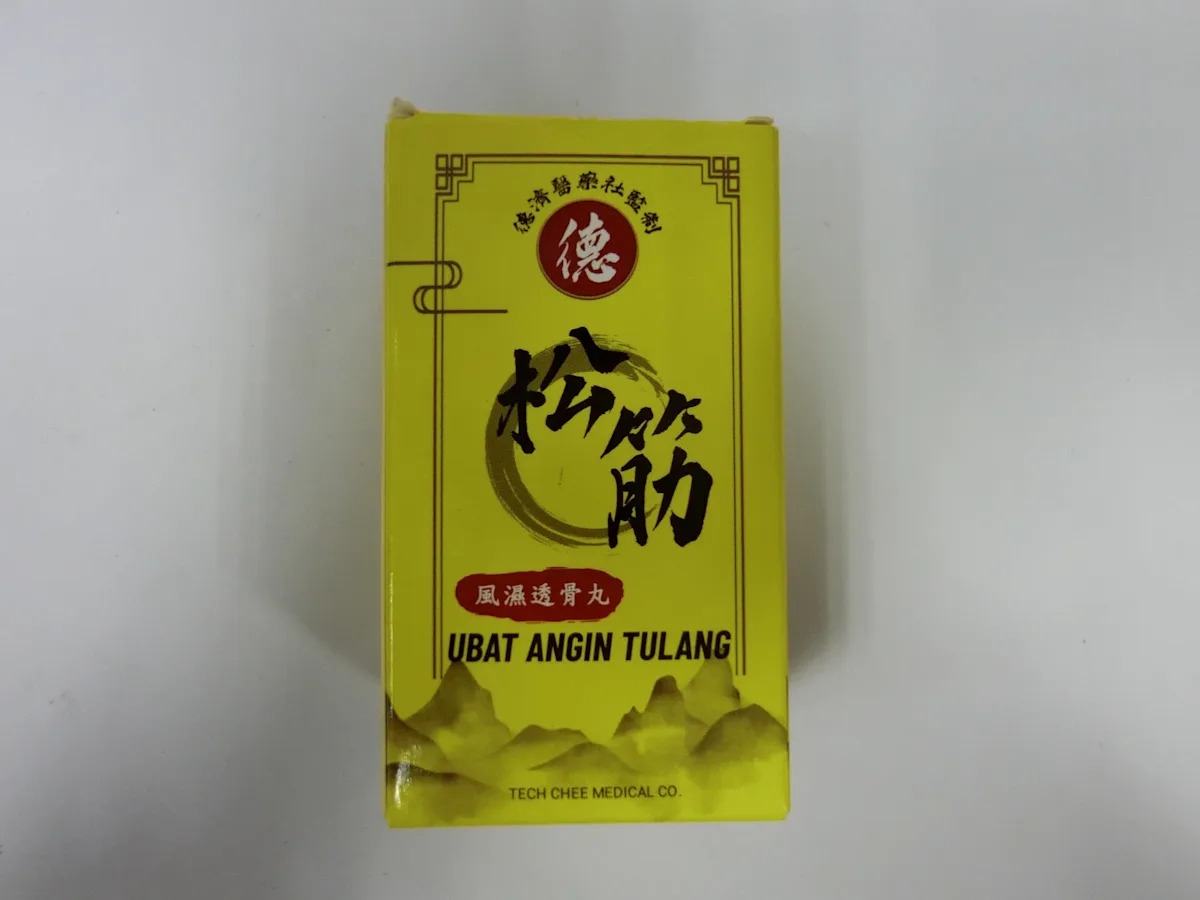 德濟醫藥社監制
德
松筋
風濕透骨丸
UBAT ANGIN TULANG
TECH CHEE MEDICAL CO.